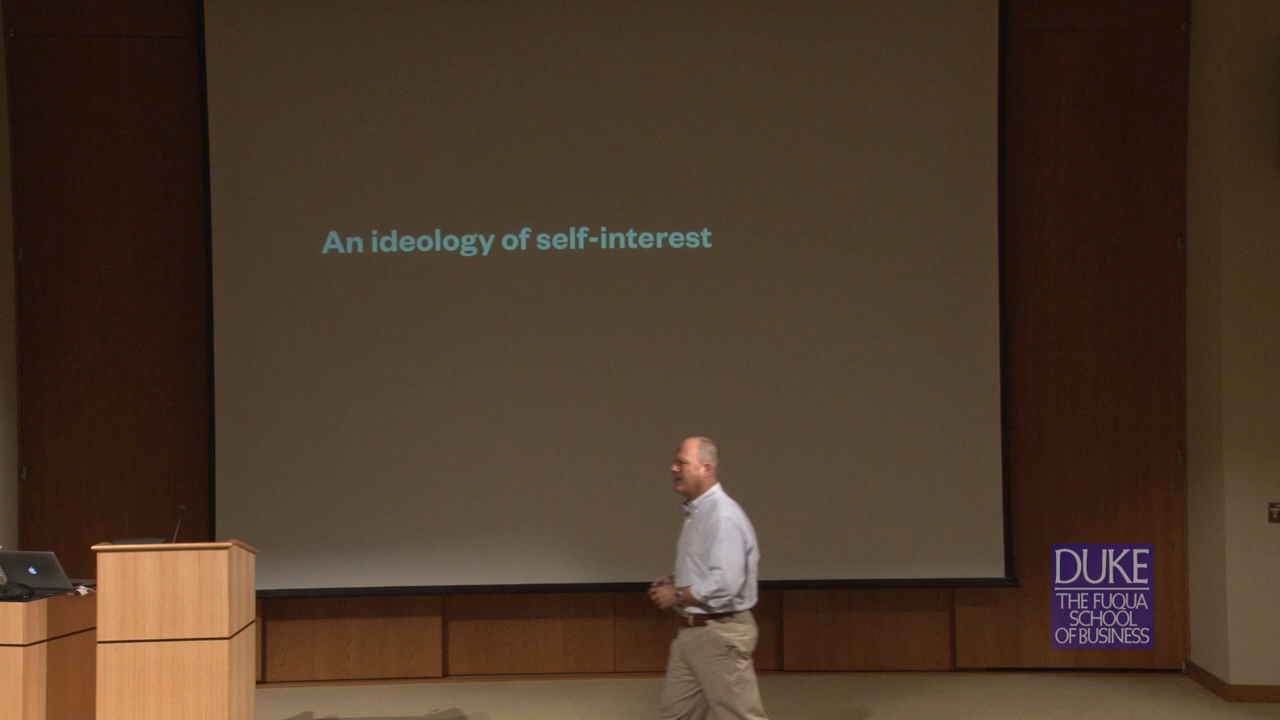 An ideology of self-interest
DUKE
THE FUQUA
SCHOOL
OF BUSINESS